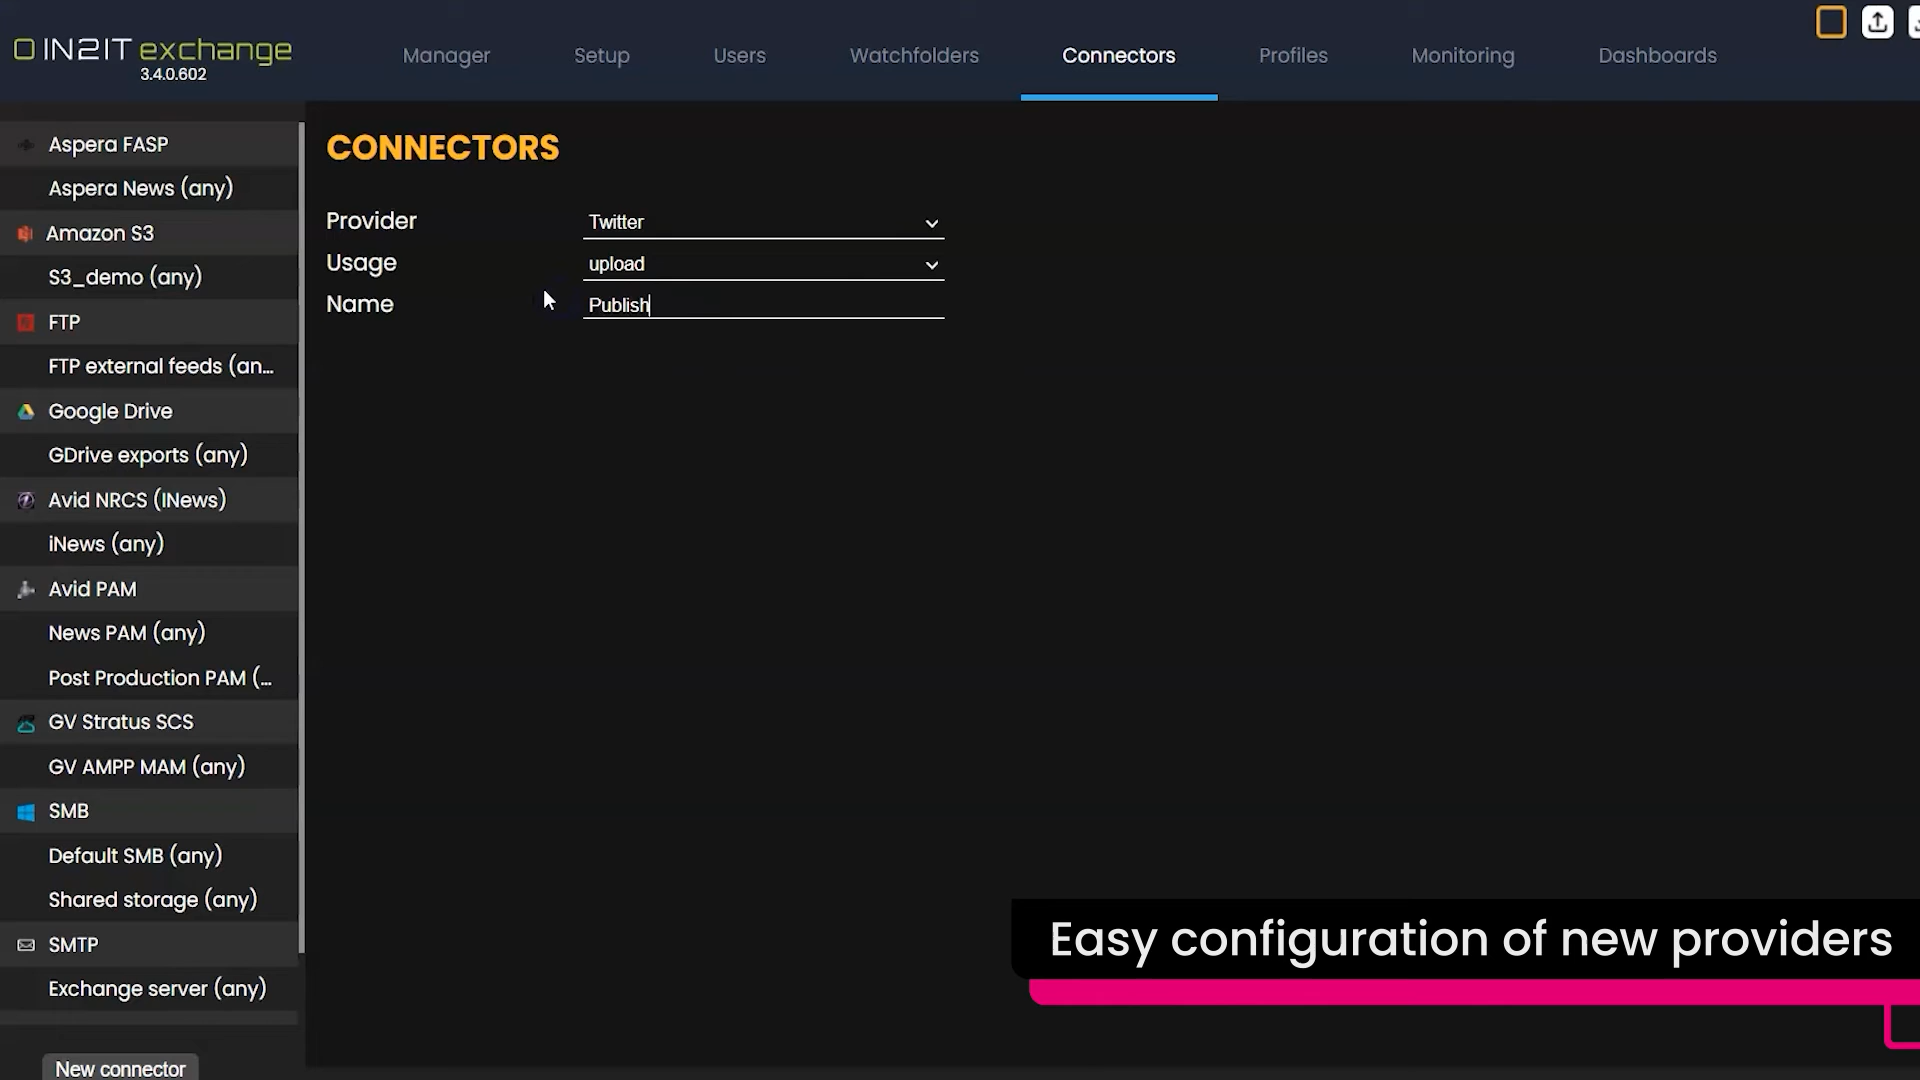 IN2IT exchange
3.4.0.602
Manager
Setup
Users
Watchfolders
Connectors
Profiles
Monitoring
Dashboards
Aspera FASP
Aspera News (any)
Amazon S3
S3_demo (any)
FTP
FTP external feeds (an...
Google Drive
GDrive exports (any)
Avid NRCS (INews)
iNews (any)
Avid PAM
News PAM (any)
Post Production PAM (...
GV Stratus SCS
GV AMPP MAM (any)
SMB
Default SMB (any)
Shared storage (any)
SMTP
Exchange server (any)
New connector
CONNECTORS
Provider Twitter
Usage upload
Name Publish
Easy configuration of new providers